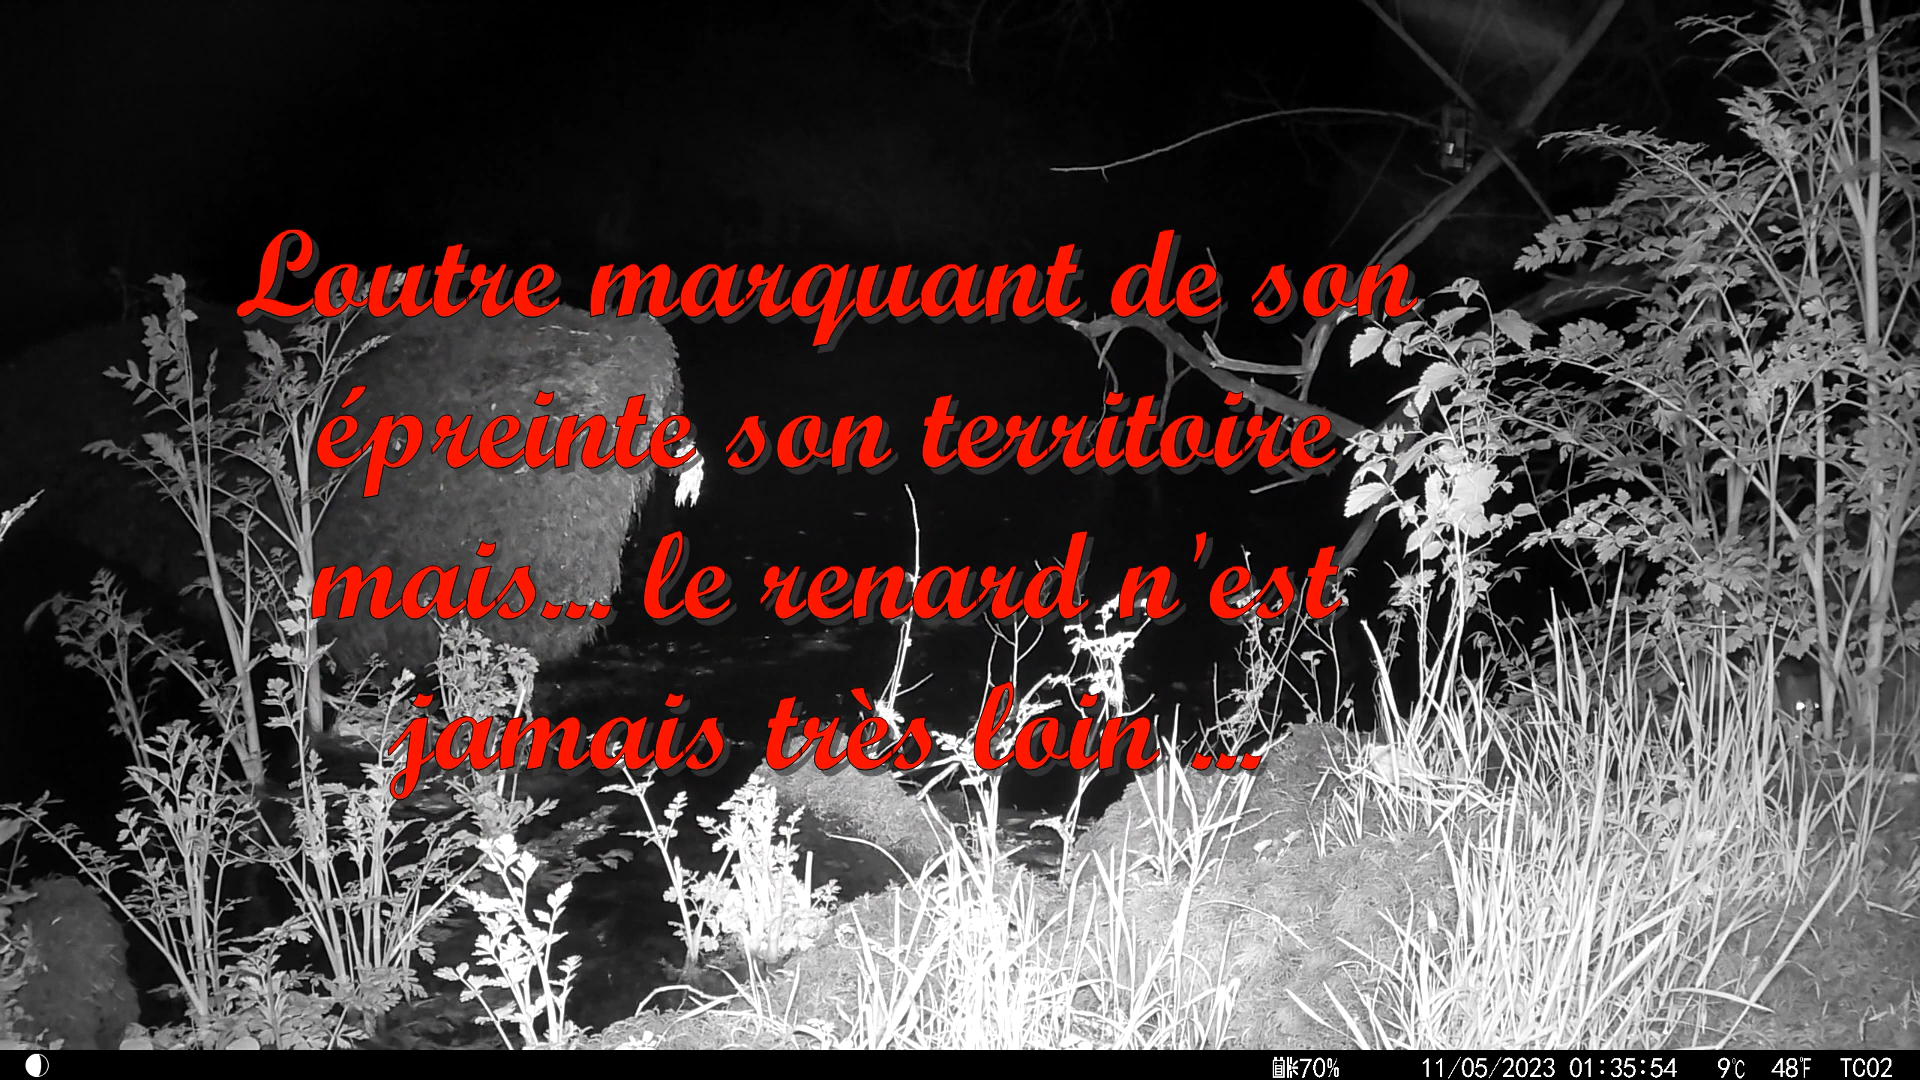 Loutre marquant de son
épreinte son territoire
mais... le renard n'est
jamais très loin ...
70% 11/05/2023 01:35:54 9°C 48°F TC02